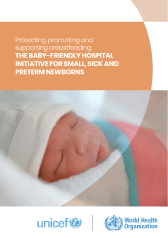 Protecting, promoting and
supporting breastfeeding:
THE BABY-FRIENDLY HOSPITAL
INITIATIVE FOR SMALL, SICK AND
PRETERM NEWBORNS
unicef
World Health
Organization